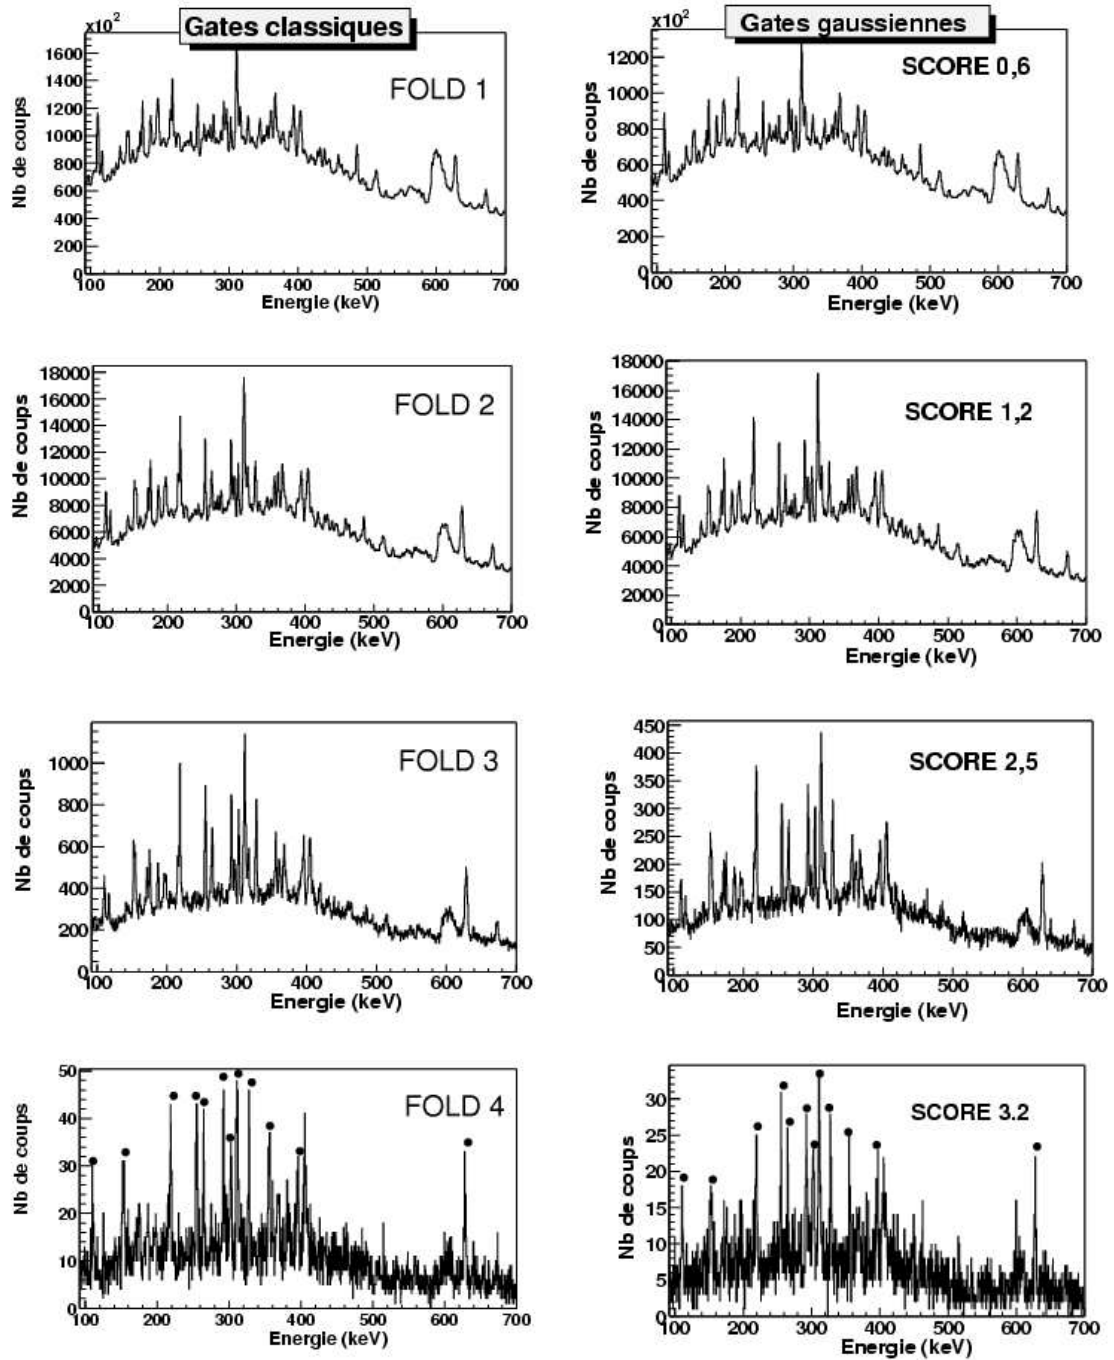 Gates classiques
Gates gaussiennes
x10²
Nb de coups
1600
1400
1200
1000
800
600
400
200
0
FOLD 1
100 200 300 400 500 600 700
Energie (keV)
x10²
Nb de coups
1200
1000
800
600
400
200
0
SCORE 0,6
100 200 300 400 500 600 700
Energie (keV)
Nb de coups
18000
16000
14000
12000
10000
8000
6000
4000
2000
0
FOLD 2
100 200 300 400 500 600 700
Energie (keV)
Nb de coups
18000
16000
14000
12000
10000
8000
6000
4000
2000
0
SCORE 1,2
100 200 300 400 500 600 700
Energie (keV)
Nb de coups
1000
800
600
400
200
0
FOLD 3
100 200 300 400 500 600 700
Energie (keV)
Nb de coups
450
400
350
300
250
200
150
100
50
0
SCORE 2,5
100 200 300 400 500 600 700
Energie (keV)
Nb de coups
50
40
30
20
10
0
FOLD 4
100 200 300 400 500 600 700
Energie (keV)
Nb de coups
30
25
20
15
10
5
0
SCORE 3.2
100 200 300 400 500 600 700
Energie (keV)